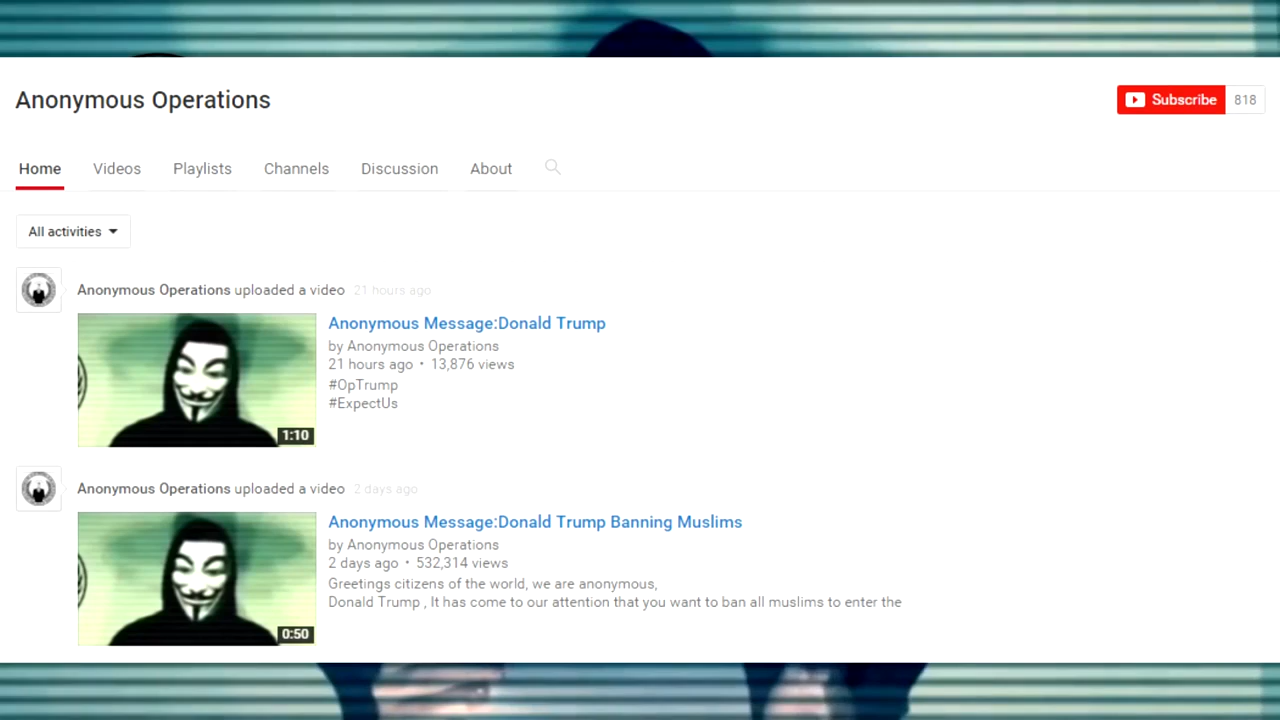 Anonymous Operations
Subscribe 818
Home Videos Playlists Channels Discussion About
All activities
Anonymous Operations uploaded a video 21 hours ago
Anonymous Message:Donald Trump
by Anonymous Operations
21 hours ago • 13,876 views
#OpTrump
#ExpectUs
1:10
Anonymous Operations uploaded a video 2 days ago
Anonymous Message:Donald Trump Banning Muslims
by Anonymous Operations
2 days ago • 532,314 views
Greetings citizens of the world, we are anonymous,
Donald Trump , It has come to our attention that you want to ban all muslims to enter the
0:50